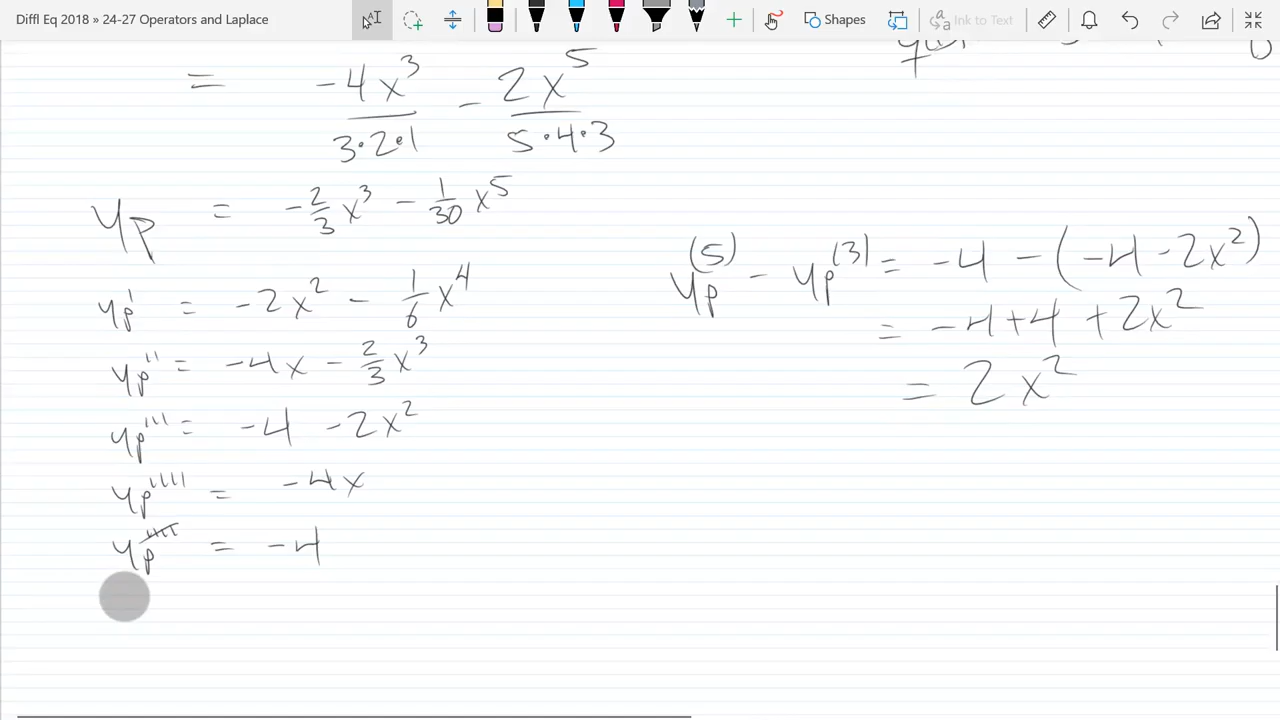 Diffl Eq 2018 » 24-27 Operators and Laplace
Shapes
Ink to Text
= -4x³/(3·2·1) - 2x⁵/(5·4·3)
yp = -2/3 x³ - 1/30 x⁵
yp' = -2x² - 1/6 x⁴
yp'' = -4x - 2/3 x³
yp''' = -4 - 2x²
yp'''' = -4x
yp''''' = -4
yp⁽⁵⁾ - yp⁽³⁾ = -4 - (-4 - 2x²)
= -4 + 4 + 2x²
= 2x²